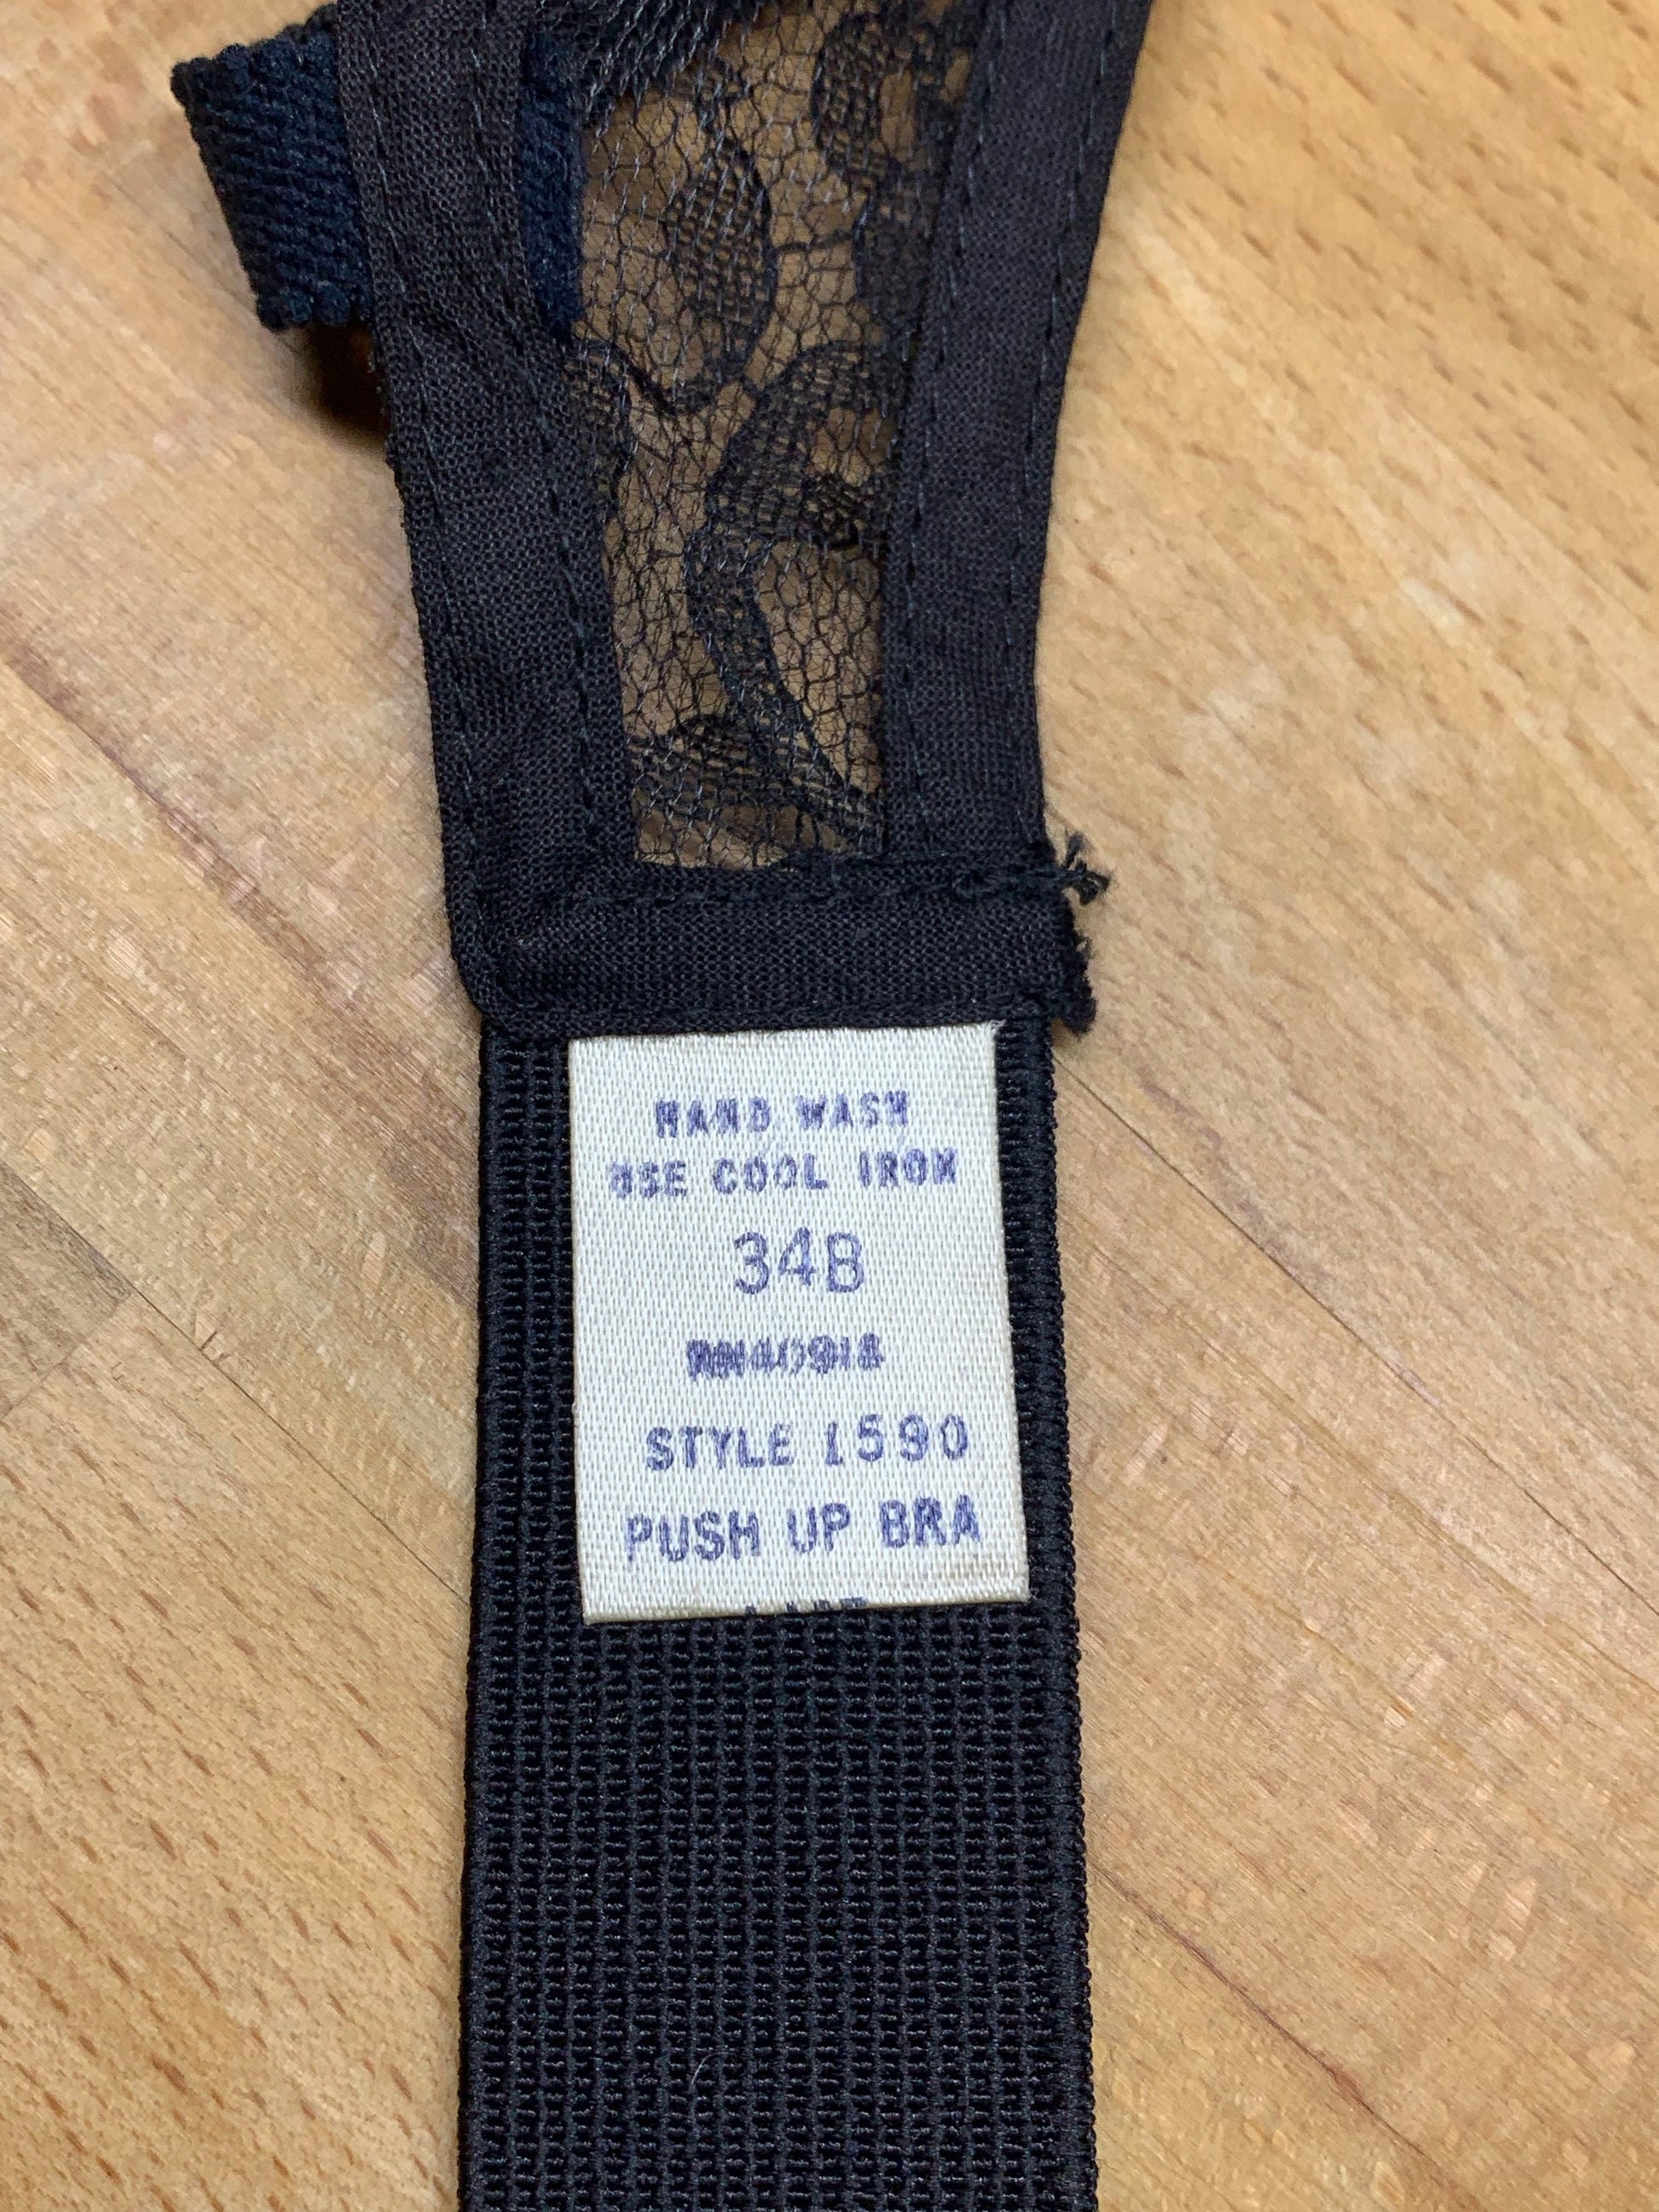 HAND WASH
USE COOL IRON
34B
STYLE 1590
PUSH UP BRA